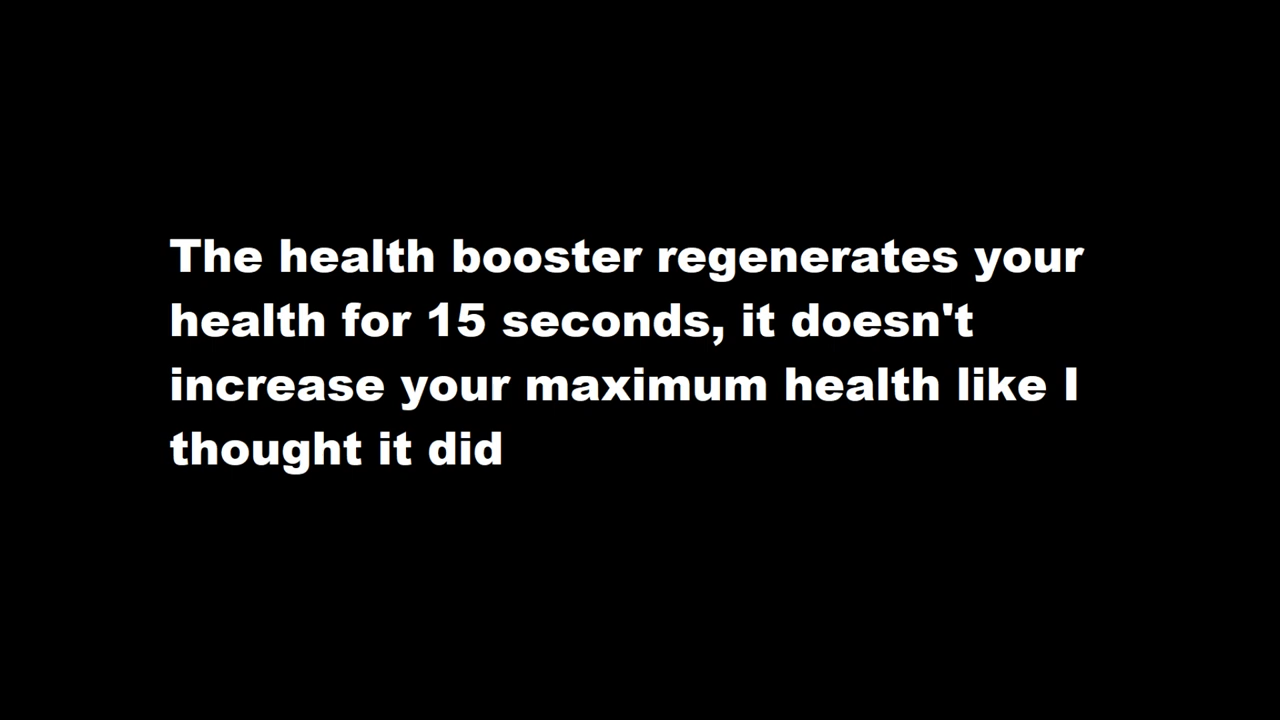 The health booster regenerates your
health for 15 seconds, it doesn't
increase your maximum health like I
thought it did